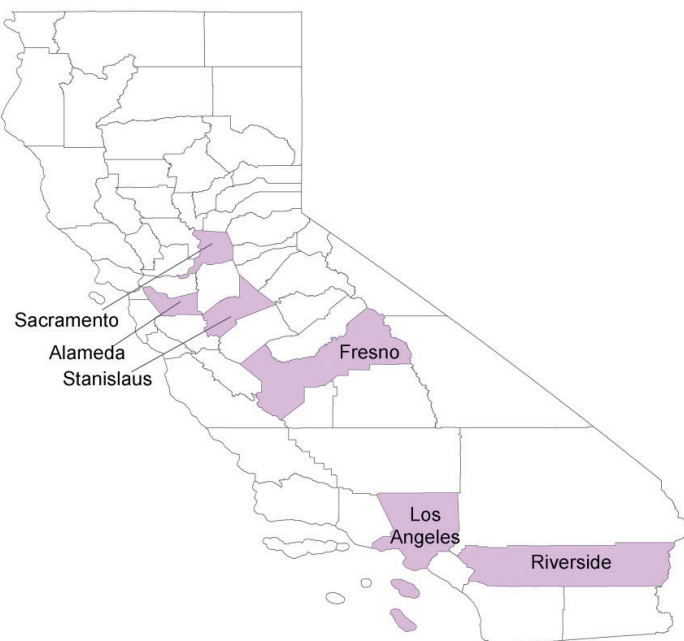 Sacramento
Alameda
Stanislaus
Fresno
Los
Angeles
Riverside